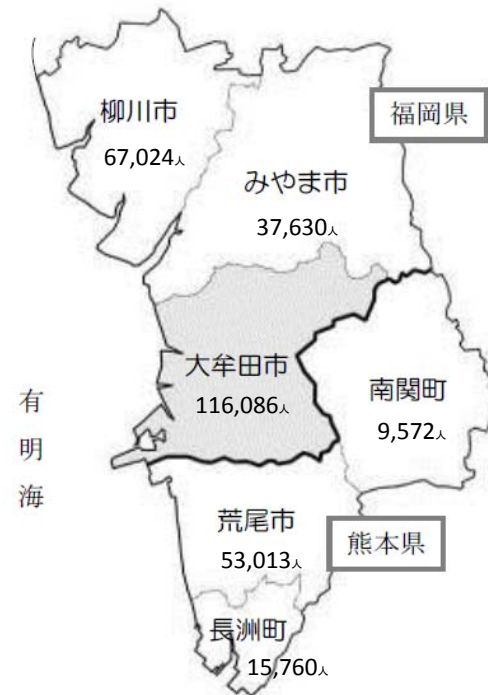 柳川市
67,024人
福岡県
みやま市
37,630人
大牟田市
116,086人
南関町
9,572人
有明海
荒尾市
53,013人
熊本県
長洲町
15,760人